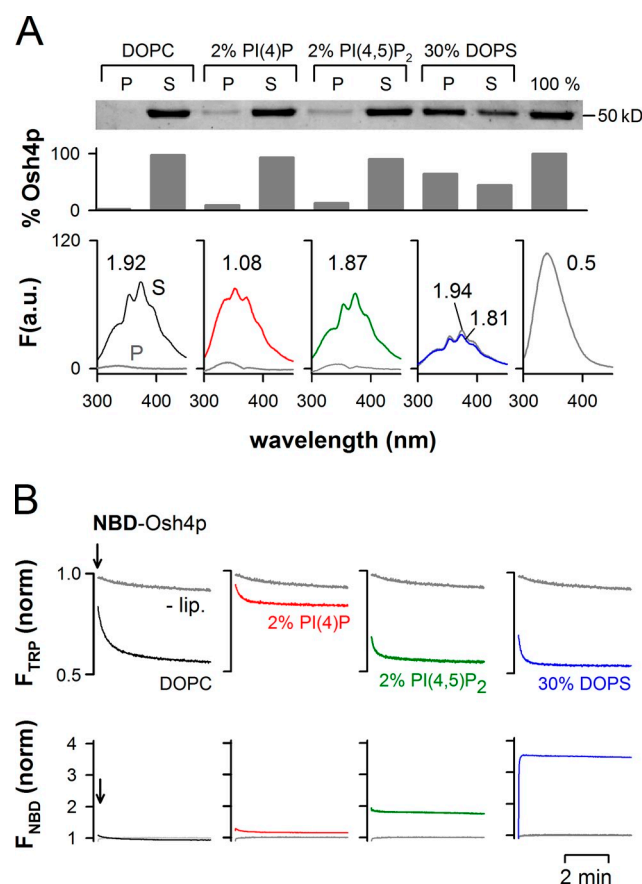 A
DOPC 2% PI(4)P 2% PI(4,5)P₂ 30% DOPS
P S P S P S P S 100 %
50 kD
% Osh4p
100
0
F(a.u.)
120
0
1.92 S P
1.08
1.87
1.94 1.81
0.5
300 400 300 400 300 400 300 400 300 400
wavelength (nm)
B
NBD-Osh4p
F_TRP (norm)
1.0
0.5
- lip.
DOPC
2% PI(4)P
2% PI(4,5)P₂
30% DOPS
F_NBD (norm)
4
3
2
1
2 min